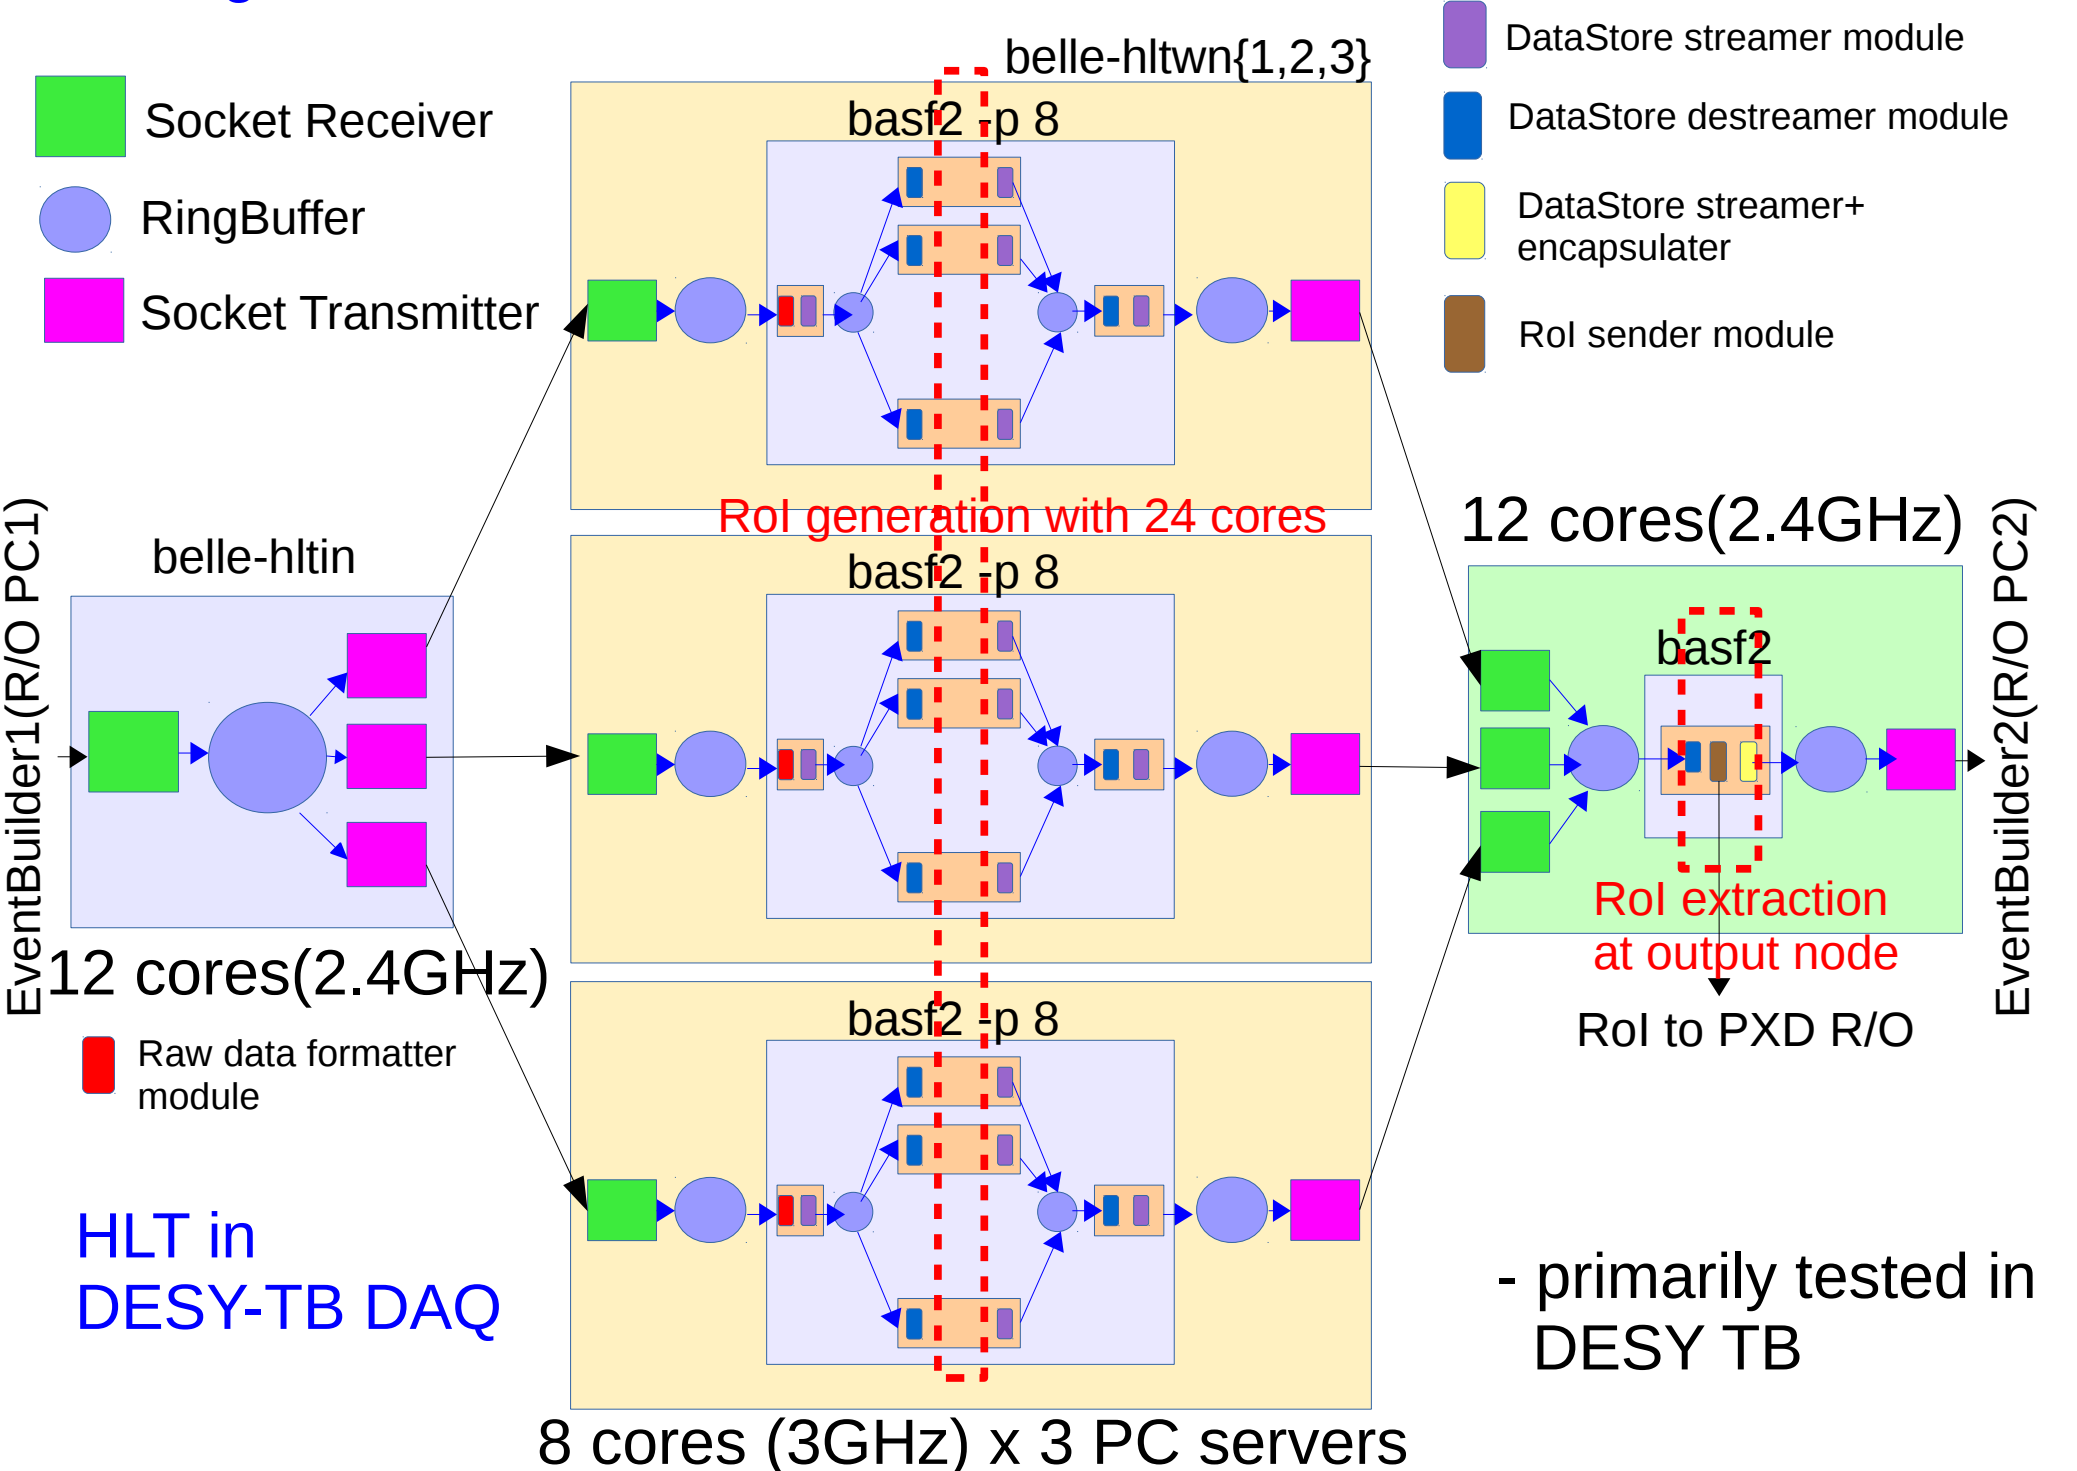 belle-hltwn{1,2,3}
DataStore streamer module
Socket Receiver
basf2 -p 8
DataStore destreamer module
RingBuffer
DataStore streamer+
encapsulater
Socket Transmitter
RoI sender module
RoI generation with 24 cores
12 cores(2.4GHz)
EventBuilder1(R/O PC1)
belle-hltin
basf2 -p 8
EventBuilder2(R/O PC2)
basf2
RoI extraction
at output node
12 cores(2.4GHz)
basf2 -p 8
RoI to PXD R/O
Raw data formatter
module
HLT in
DESY-TB DAQ
- primarily tested in
DESY TB
8 cores (3GHz) x 3 PC servers